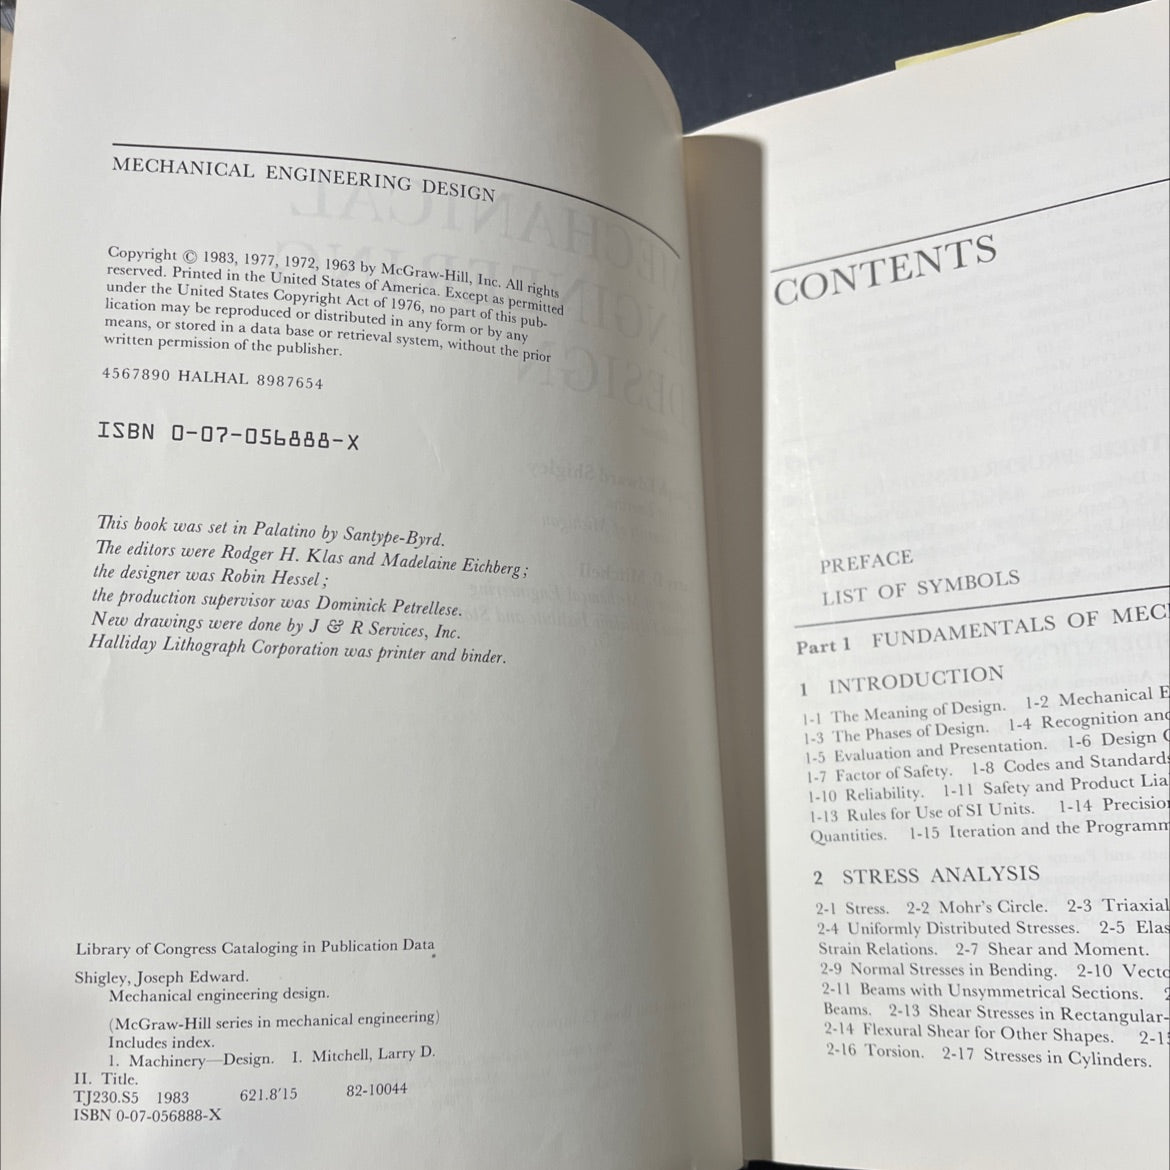 MECHANICAL ENGINEERING DESIGN
Copyright © 1983, 1977, 1972, 1963 by McGraw-Hill, Inc. All rights
reserved. Printed in the United States of America. Except as permitted
under the United States Copyright Act of 1976, no part of this pub-
lication may be reproduced or distributed in any form or by any
means, or stored in a data base or retrieval system, without the prior
written permission of the publisher.
4567890 HALHAL 8987654
ISBN 0-07-056888-X
This book was set in Palatino by Santype-Byrd.
The editors were Rodger H. Klas and Madelaine Eichberg;
the designer was Robin Hessel;
the production supervisor was Dominick Petrellese.
New drawings were done by J & R Services, Inc.
Halliday Lithograph Corporation was printer and binder.
Library of Congress Cataloging in Publication Data
Shigley, Joseph Edward.
Mechanical engineering design.
(McGraw-Hill series in mechanical engineering)
Includes index.
1. Machinery—Design. I. Mitchell, Larry D.
II. Title.
TJ230.S5 1983 621.8'15 82-10044
ISBN 0-07-056888-X
CONTENTS
PREFACE
LIST OF SYMBOLS
Part 1 FUNDAMENTALS OF MEC
1 INTRODUCTION
1-1 The Meaning of Design. 1-2 Mechanical E
1-3 The Phases of Design. 1-4 Recognition and
1-5 Evaluation and Presentation. 1-6 Design
1-7 Factor of Safety. 1-8 Codes and Standards
1-10 Reliability. 1-11 Safety and Product Lia
1-13 Rules for Use of SI Units. 1-14 Precision
Quantities. 1-15 Iteration and the Programm
2 STRESS ANALYSIS
2-1 Stress. 2-2 Mohr's Circle. 2-3 Triaxial
2-4 Uniformly Distributed Stresses. 2-5 Elas
Strain Relations. 2-7 Shear and Moment.
2-9 Normal Stresses in Bending. 2-10 Vecto
2-11 Beams with Unsymmetrical Sections. 2
Beams. 2-13 Shear Stresses in Rectangular-
2-14 Flexural Shear for Other Shapes. 2-15
2-16 Torsion. 2-17 Stresses in Cylinders.